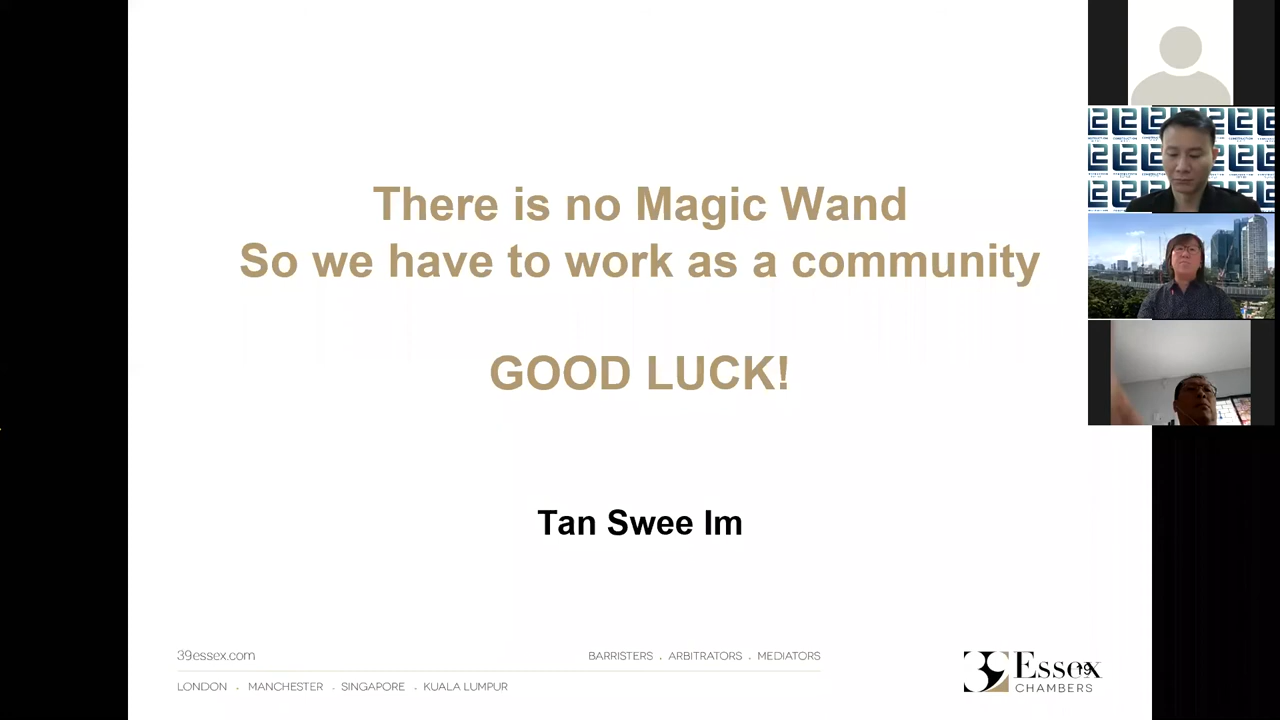 There is no Magic Wand
So we have to work as a community
GOOD LUCK!
Tan Swee Im
39essex.com
BARRISTERS . ARBITRATORS . MEDIATORS
LONDON . MANCHESTER . SINGAPORE . KUALA LUMPUR
39 Essex
CHAMBERS
19